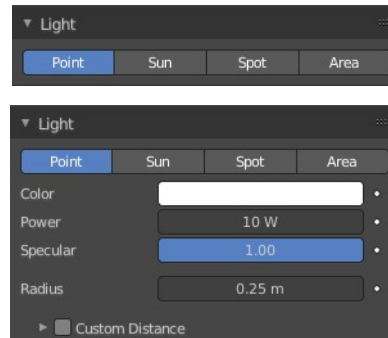 Light
Point Sun Spot Area
Light
Point Sun Spot Area
Color
Power 10 W
Specular 1.00
Radius 0.25 m
Custom Distance